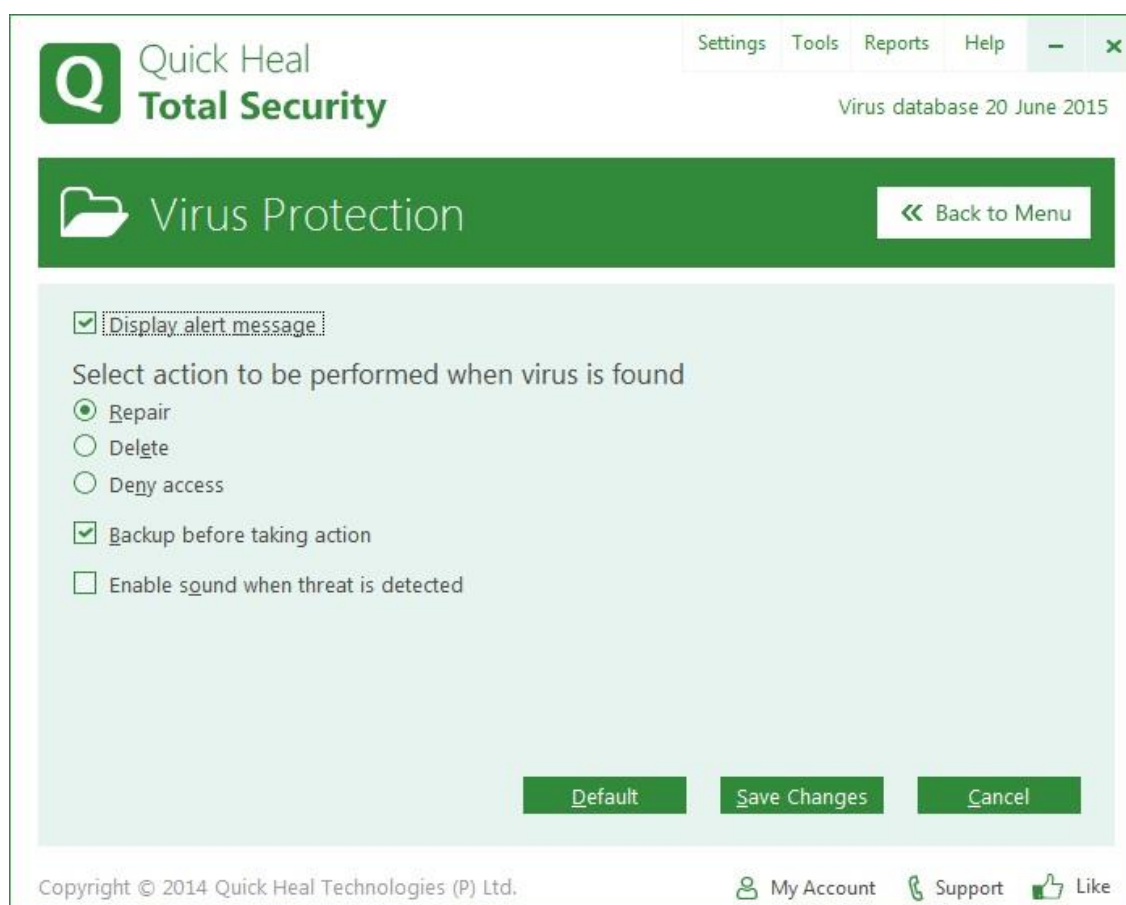 Quick Heal
Total Security
Settings Tools Reports Help
Virus database 20 June 2015
Virus Protection
Back to Menu
Display alert message
Select action to be performed when virus is found
Repair
Delete
Deny access
Backup before taking action
Enable sound when threat is detected
Default Save Changes Cancel
Copyright © 2014 Quick Heal Technologies (P) Ltd. My Account Support Like